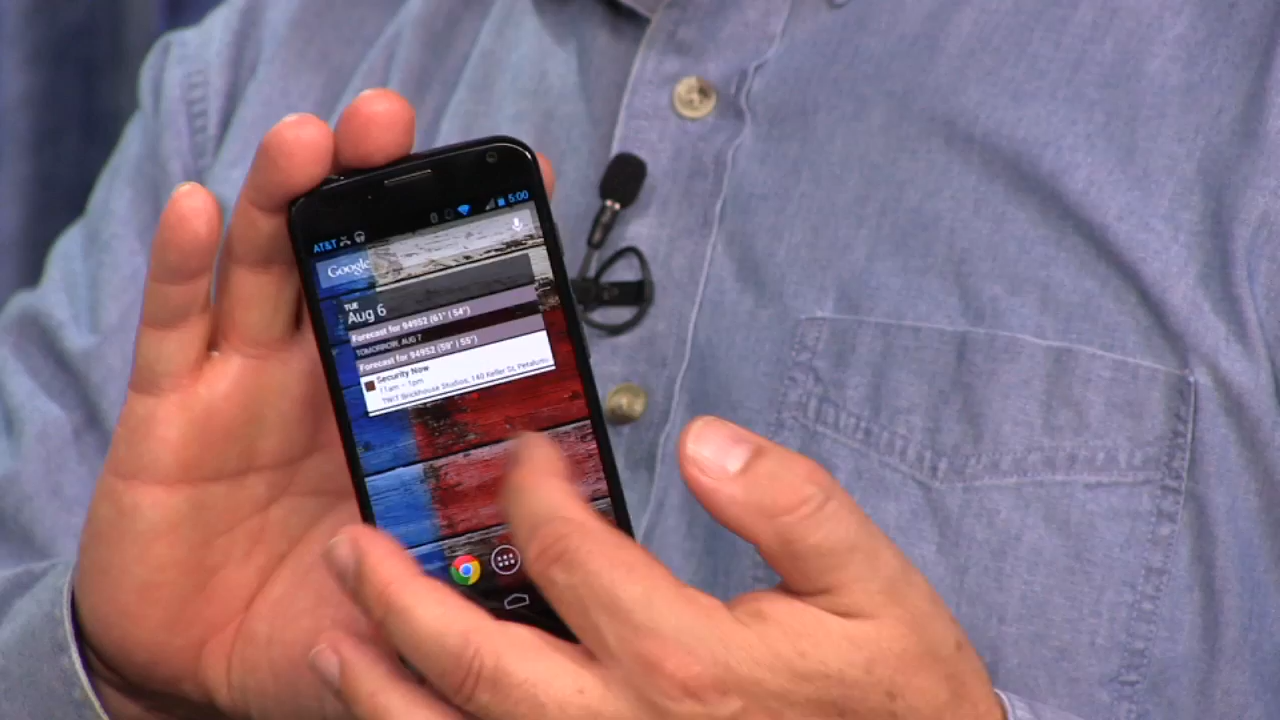 AT&T 5:00
Google
TUE
Aug 6
Forecast for 94952 (61° | 54°)
TOMORROW, AUG 7
Forecast for 94952 (59° | 55°)
Security Now
11am – 1pm
TWiT Brickhouse Studios, 140 Keller St, Petaluma